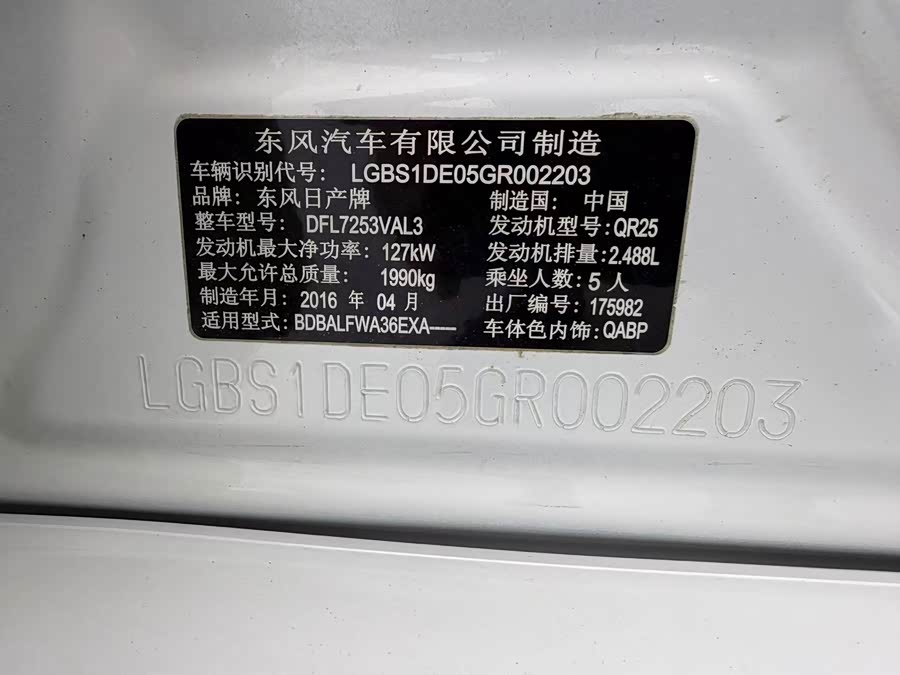 东风汽车有限公司制造
车辆识别代号： LGBS1DE05GR002203
品牌： 东风日产牌 制造国： 中国
整车型号： DFL7253VAL3 发动机型号：QR25
发动机最大净功率： 127kW 发动机排量：2.488L
最大允许总质量： 1990kg 乘坐人数：5 人
制造年月：2016 年 04 月 出厂编号：175982
适用型式：BDBALFWA36EXA----- 车体色内饰：QABP
LGBS1DE05GR002203